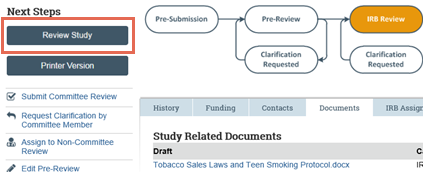 Next Steps
Review Study
Printer Version
Submit Committee Review
Request Clarification by
Committee Member
Assign to Non-Committee
Review
Edit Pre-Review
Pre-Submission
Pre-Review
IRB Review
Clarification
Requested
Clarification
Requested
History
Funding
Contacts
Documents
IRB Assign
Study Related Documents
Draft
Tobacco Sales Laws and Teen Smoking Protocol.docx